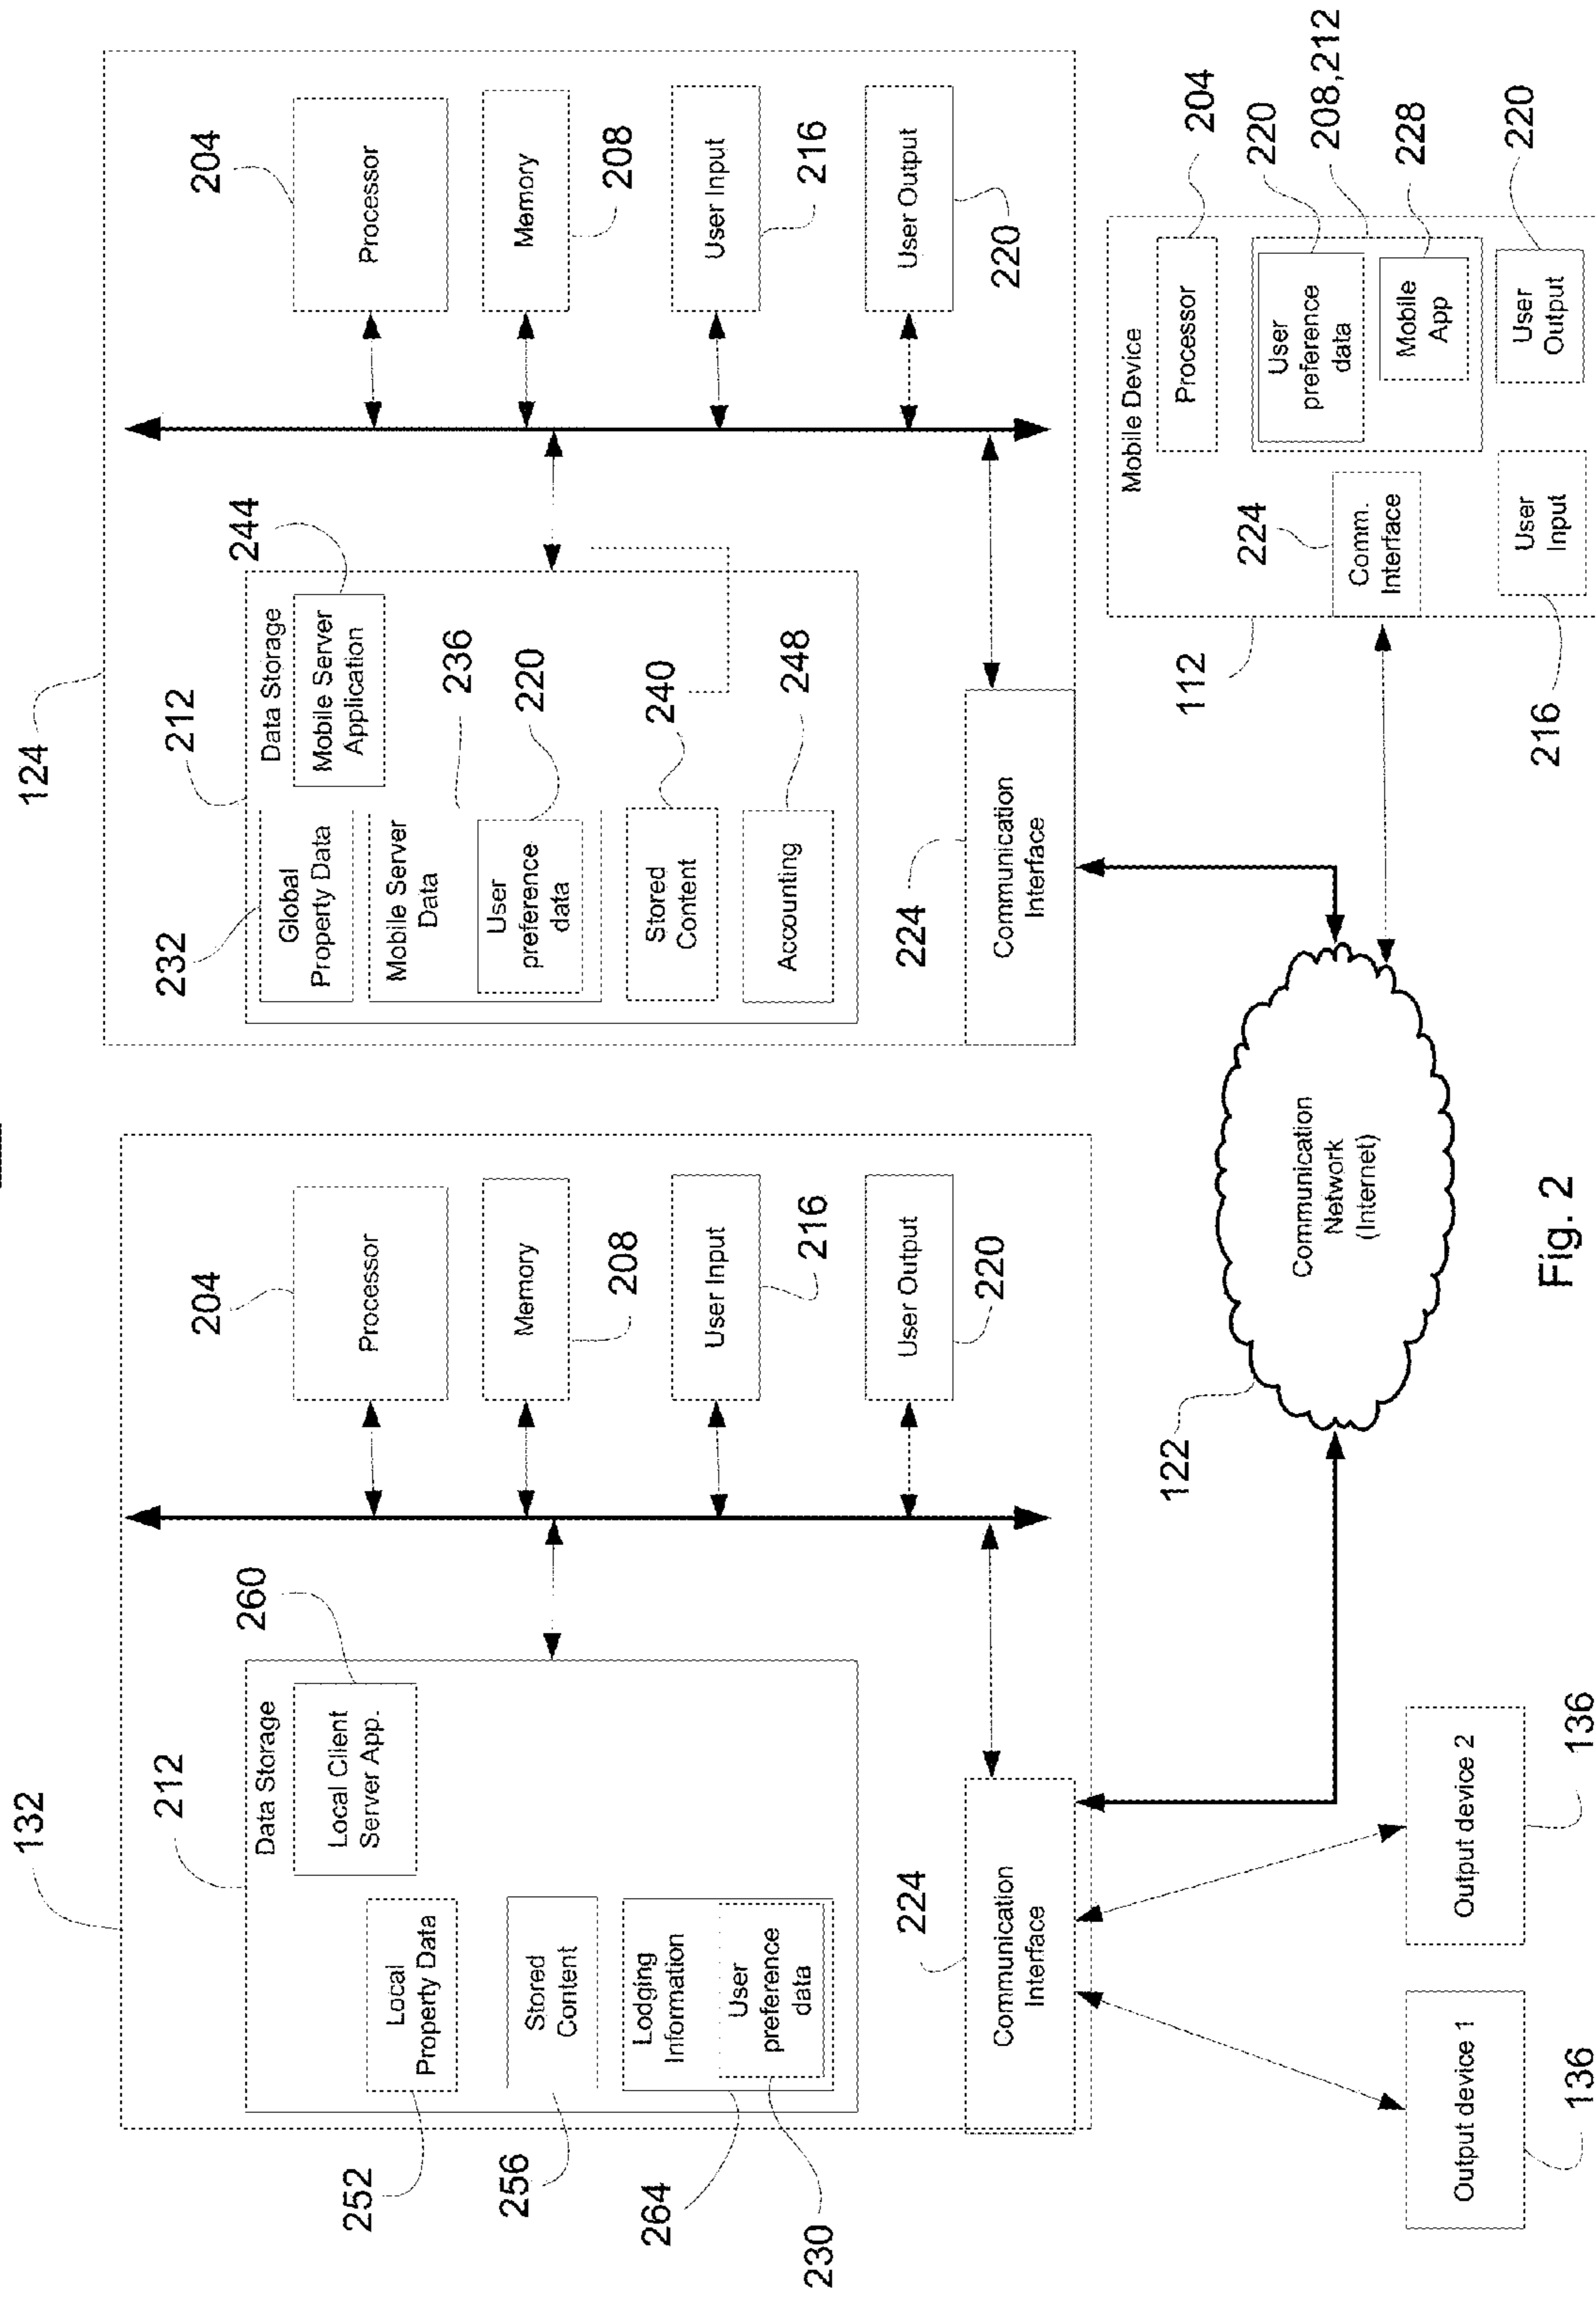 132
212
Data Storage
Local Client
Server App.
260
252
Local
Property Data
256
Stored
Content
264
Lodging
Information
User
preference
data
230
204
Processor
Memory
208
User Input
216
User Output
220
224
Communication
Interface
Output device 1
136
Output device 2
136
124
212
Data Storage
Mobile Server
Application
244
232
Global
Property Data
Mobile Server
Data
236
User
preference
data
220
Stored
Content
240
Accounting
248
204
Processor
Memory
208
User Input
216
User Output
220
224
Communication
Interface
122
Communication
Network
(Internet)
112
Mobile Device
Processor
204
224
Comm.
Interface
User
preference
data
220
208,212
Mobile
App
228
User
Input
216
User
Output
220
Fig. 2